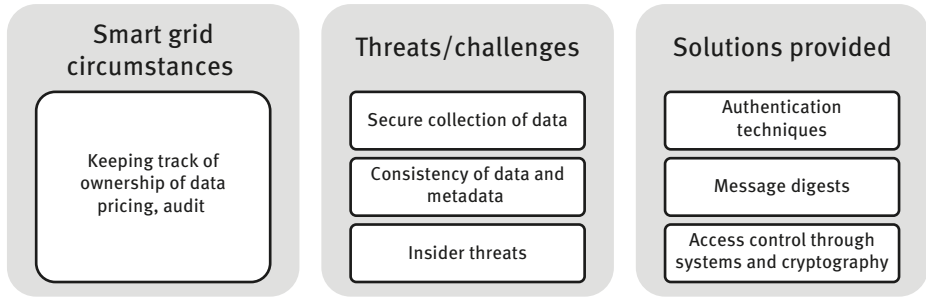 Smart grid
circumstances
Keeping track of
ownership of data
pricing, audit
Threats/challenges
Secure collection of data
Consistency of data and
metadata
Insider threats
Solutions provided
Authentication
techniques
Message digests
Access control through
systems and cryptography